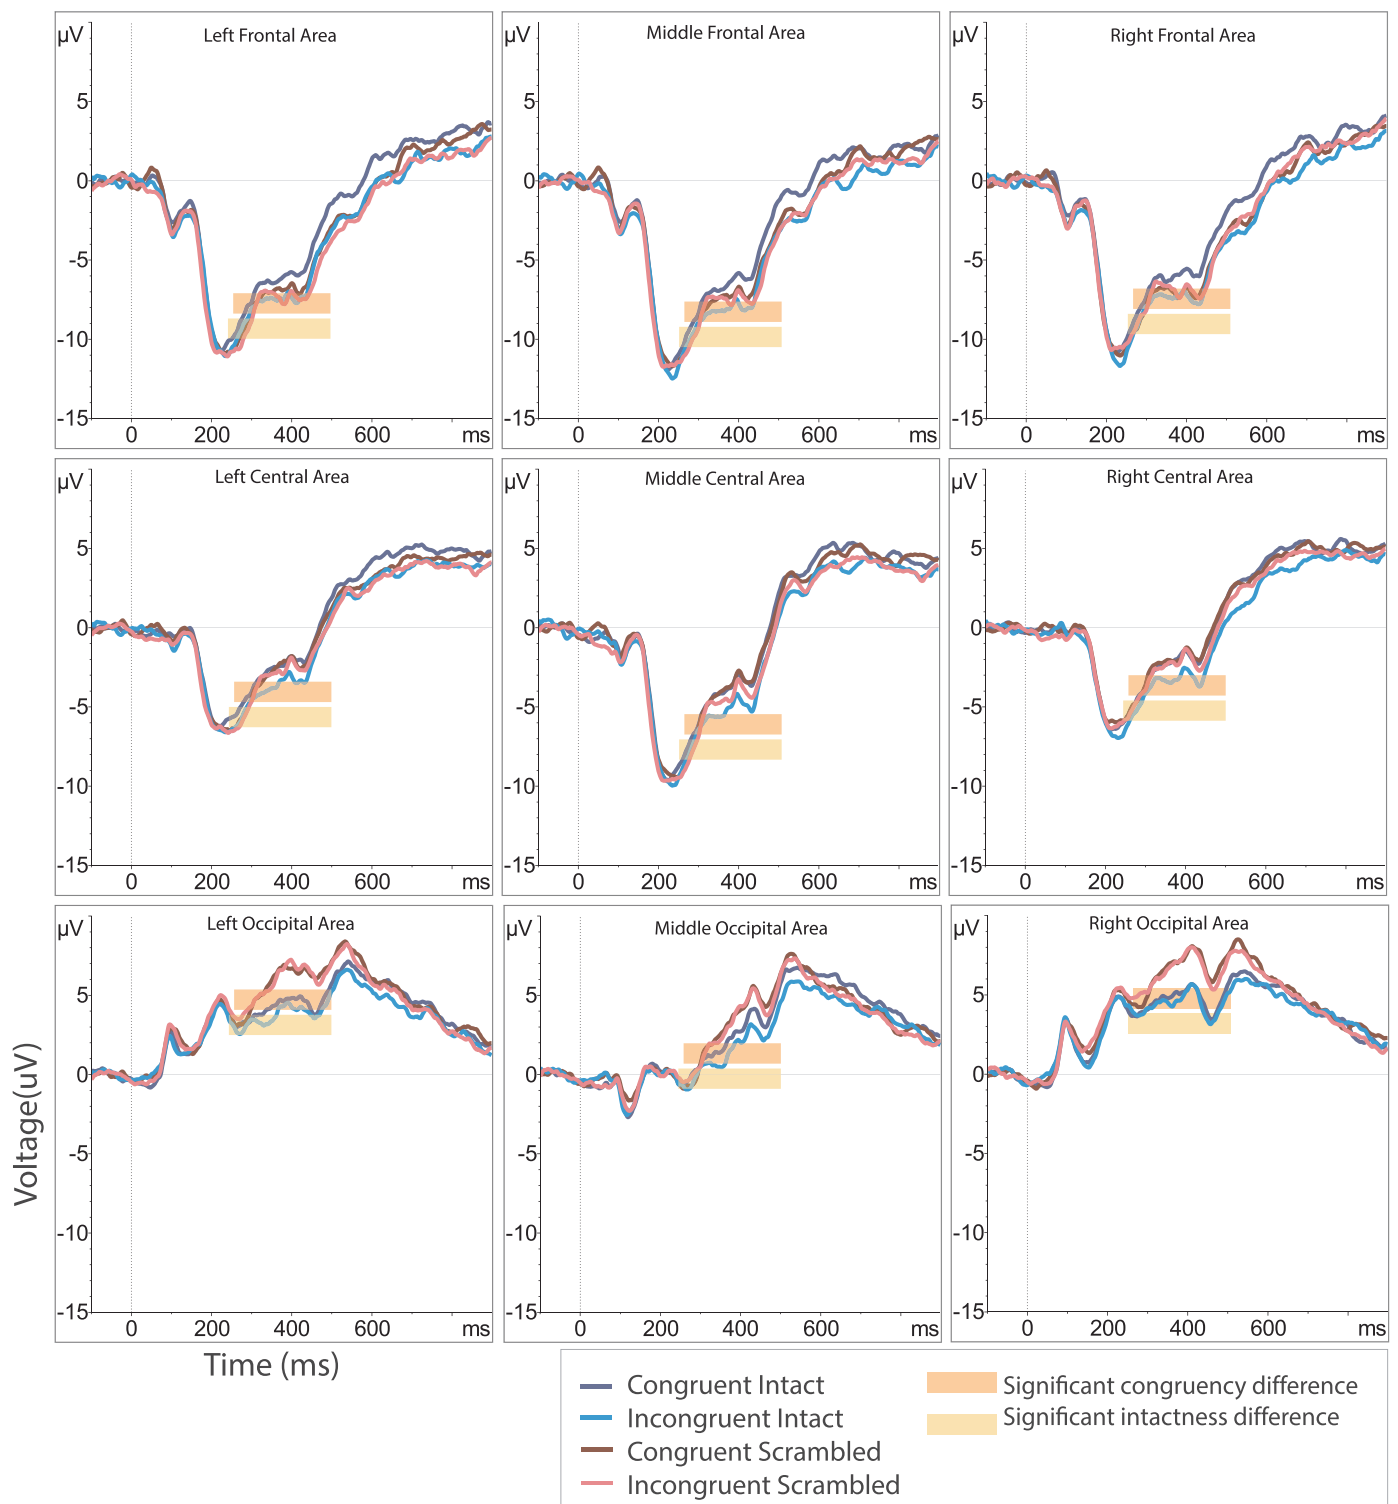 µV Left Frontal Area
5
0
-5
-10
-15
0 200 400 600 ms
µV Middle Frontal Area
5
0
-5
-10
-15
0 200 400 600 ms
µV Right Frontal Area
5
0
-5
-10
-15
0 200 400 600 ms
µV Left Central Area
5
0
-5
-10
-15
0 200 400 600 ms
µV Middle Central Area
5
0
-5
-10
-15
0 200 400 600 ms
µV Right Central Area
5
0
-5
-10
-15
0 200 400 600 ms
µV Left Occipital Area
5
0
-5
-10
-15
0 200 400 600 ms
µV Middle Occipital Area
5
0
-5
-10
-15
0 200 400 600 ms
µV Right Occipital Area
5
0
-5
-10
-15
0 200 400 600 ms
Voltage(uV)
Time (ms)
Congruent Intact
Incongruent Intact
Congruent Scrambled
Incongruent Scrambled
Significant congruency difference
Significant intactness difference